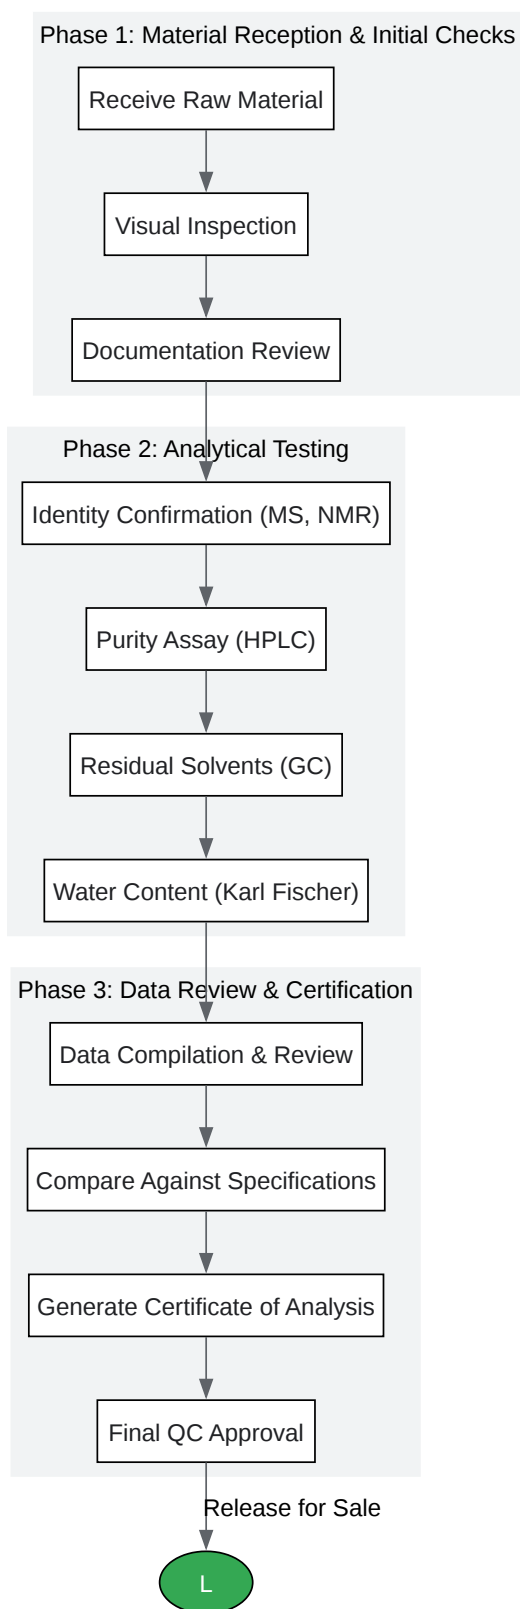 Phase 1: Material Reception & Initial Checks
Receive Raw Material
Visual Inspection
Documentation Review
Phase 2: Analytical Testing
Identity Confirmation (MS, NMR)
Purity Assay (HPLC)
Residual Solvents (GC)
Water Content (Karl Fischer)
Phase 3: Data Review & Certification
Data Compilation & Review
Compare Against Specifications
Generate Certificate of Analysis
Final QC Approval
Release for Sale
L